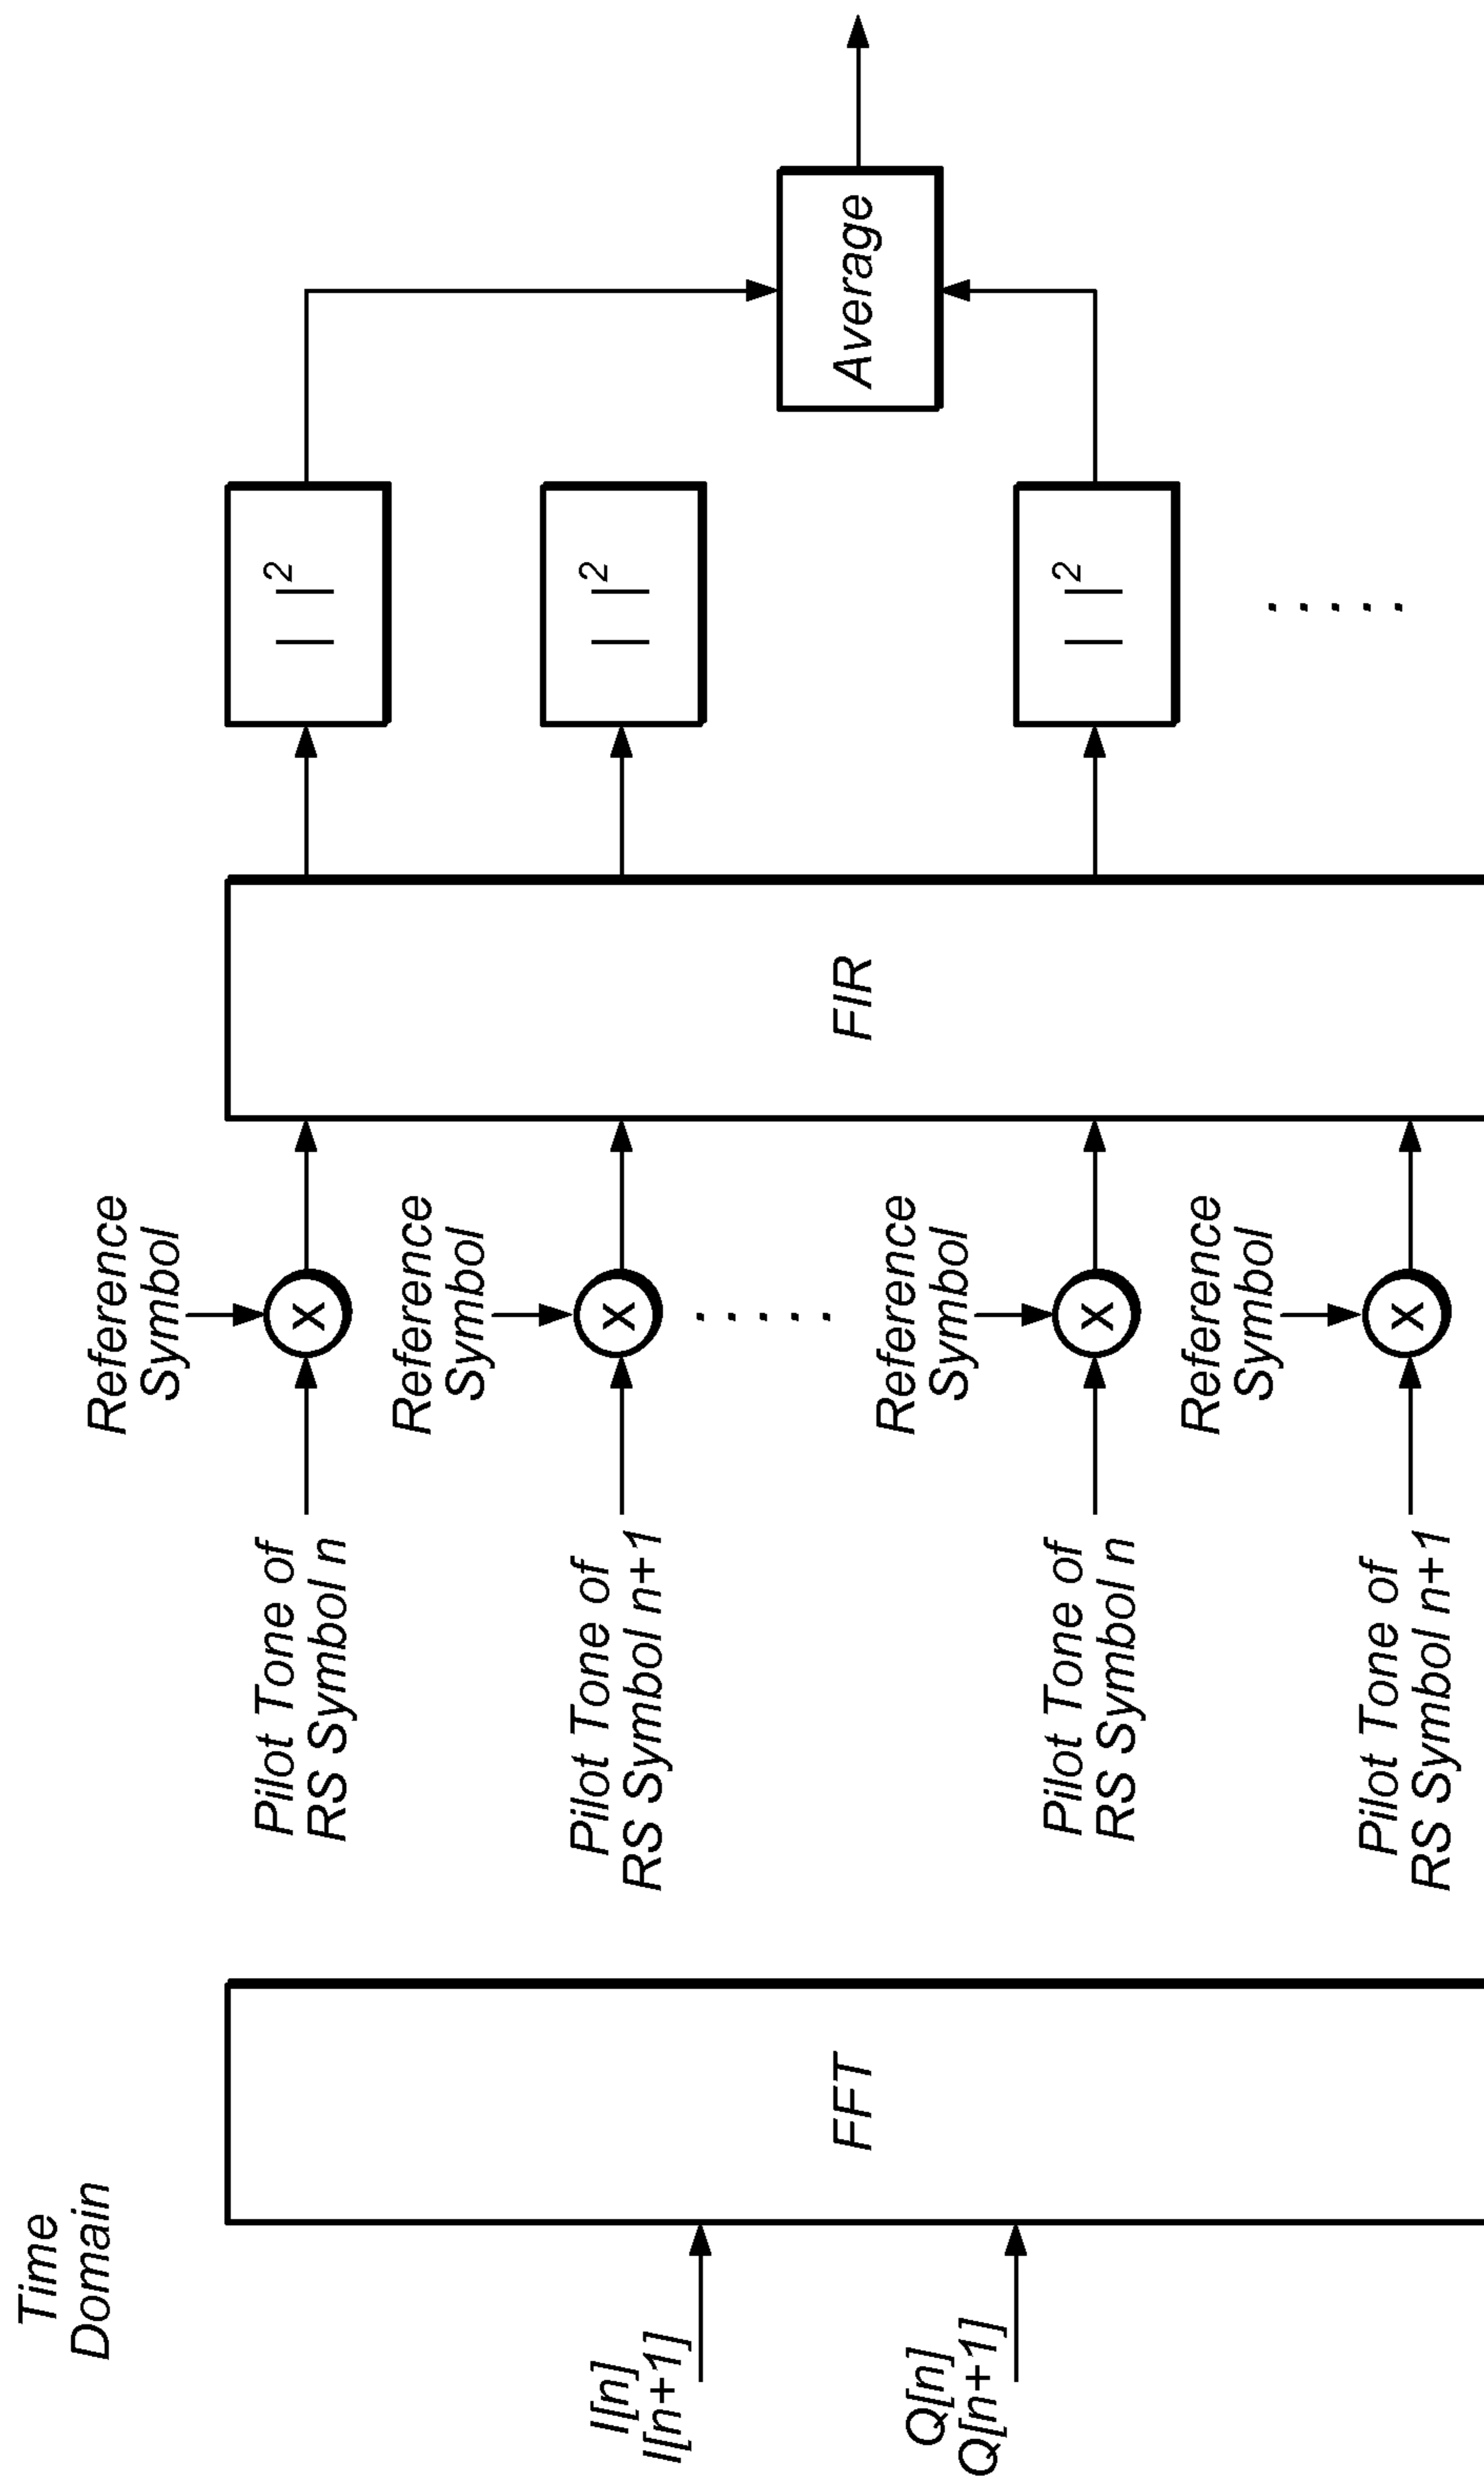 Time
Domain
I[n]
I[n+1]
Q[n]
Q[n+1]
FFT
Pilot Tone of
RS Symbol n
Pilot Tone of
RS Symbol n+1
Pilot Tone of
RS Symbol n
Pilot Tone of
RS Symbol n+1
Reference
Symbol
X
Reference
Symbol
X
Reference
Symbol
X
Reference
Symbol
X
FIR
| |²
| |²
| |²
Average